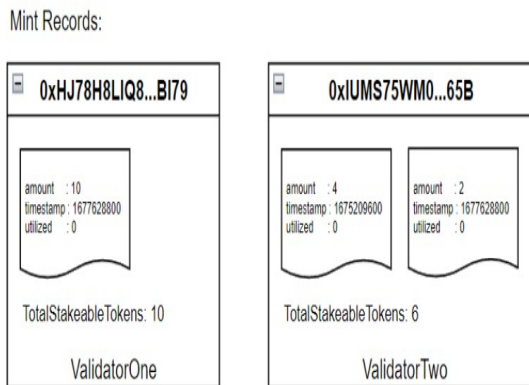 Mint Records:
0xHJ78H8LIQ8...BI79
amount : 10
timestamp : 1677628800
utilized : 0
TotalStakeableTokens: 10
ValidatorOne
0xIUMS75WM0...65B
amount : 4
timestamp : 1675209600
utilized : 0
amount : 2
timestamp : 1677628800
utilized : 0
TotalStakeableTokens: 6
ValidatorTwo